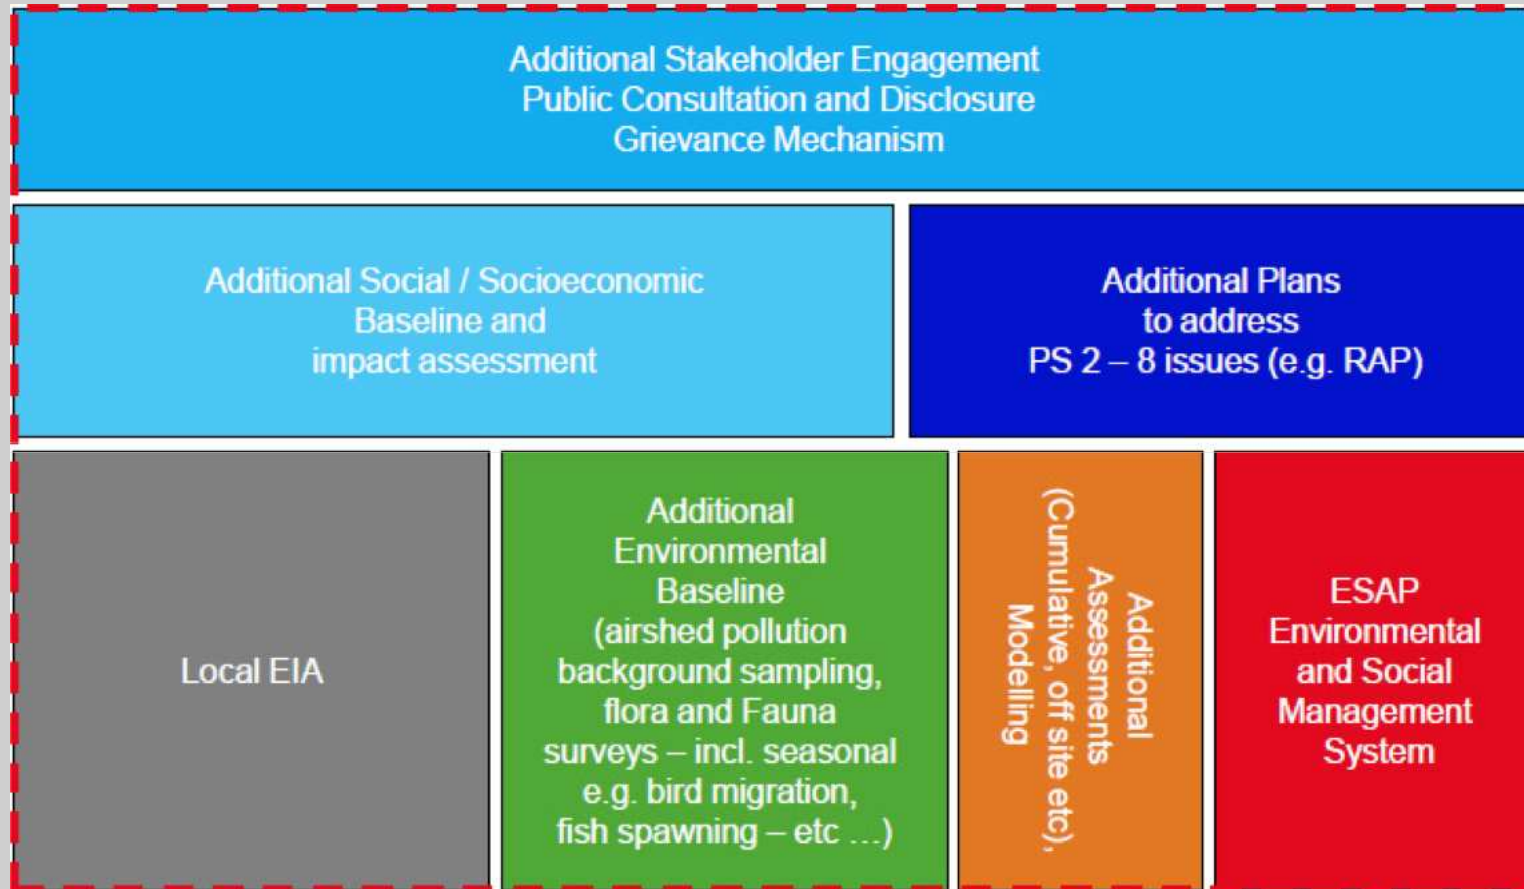 Additional Stakeholder Engagement
Public Consultation and Disclosure
Grievance Mechanism
Additional Social / Socioeconomic
Baseline and
impact assessment
Additional Plans
to address
PS 2 – 8 issues (e.g. RAP)
Local EIA
Additional
Environmental
Baseline
(airshed pollution
background sampling,
flora and Fauna
surveys – incl. seasonal
e.g. bird migration,
fish spawning – etc ...)
Additional
Assessments
(Cumulative, off site etc),
Modelling
ESAP
Environmental
and Social
Management
System